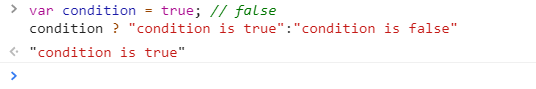 > var condition = true; // false
condition ? "condition is true":"condition is false"
<· "condition is true"
>